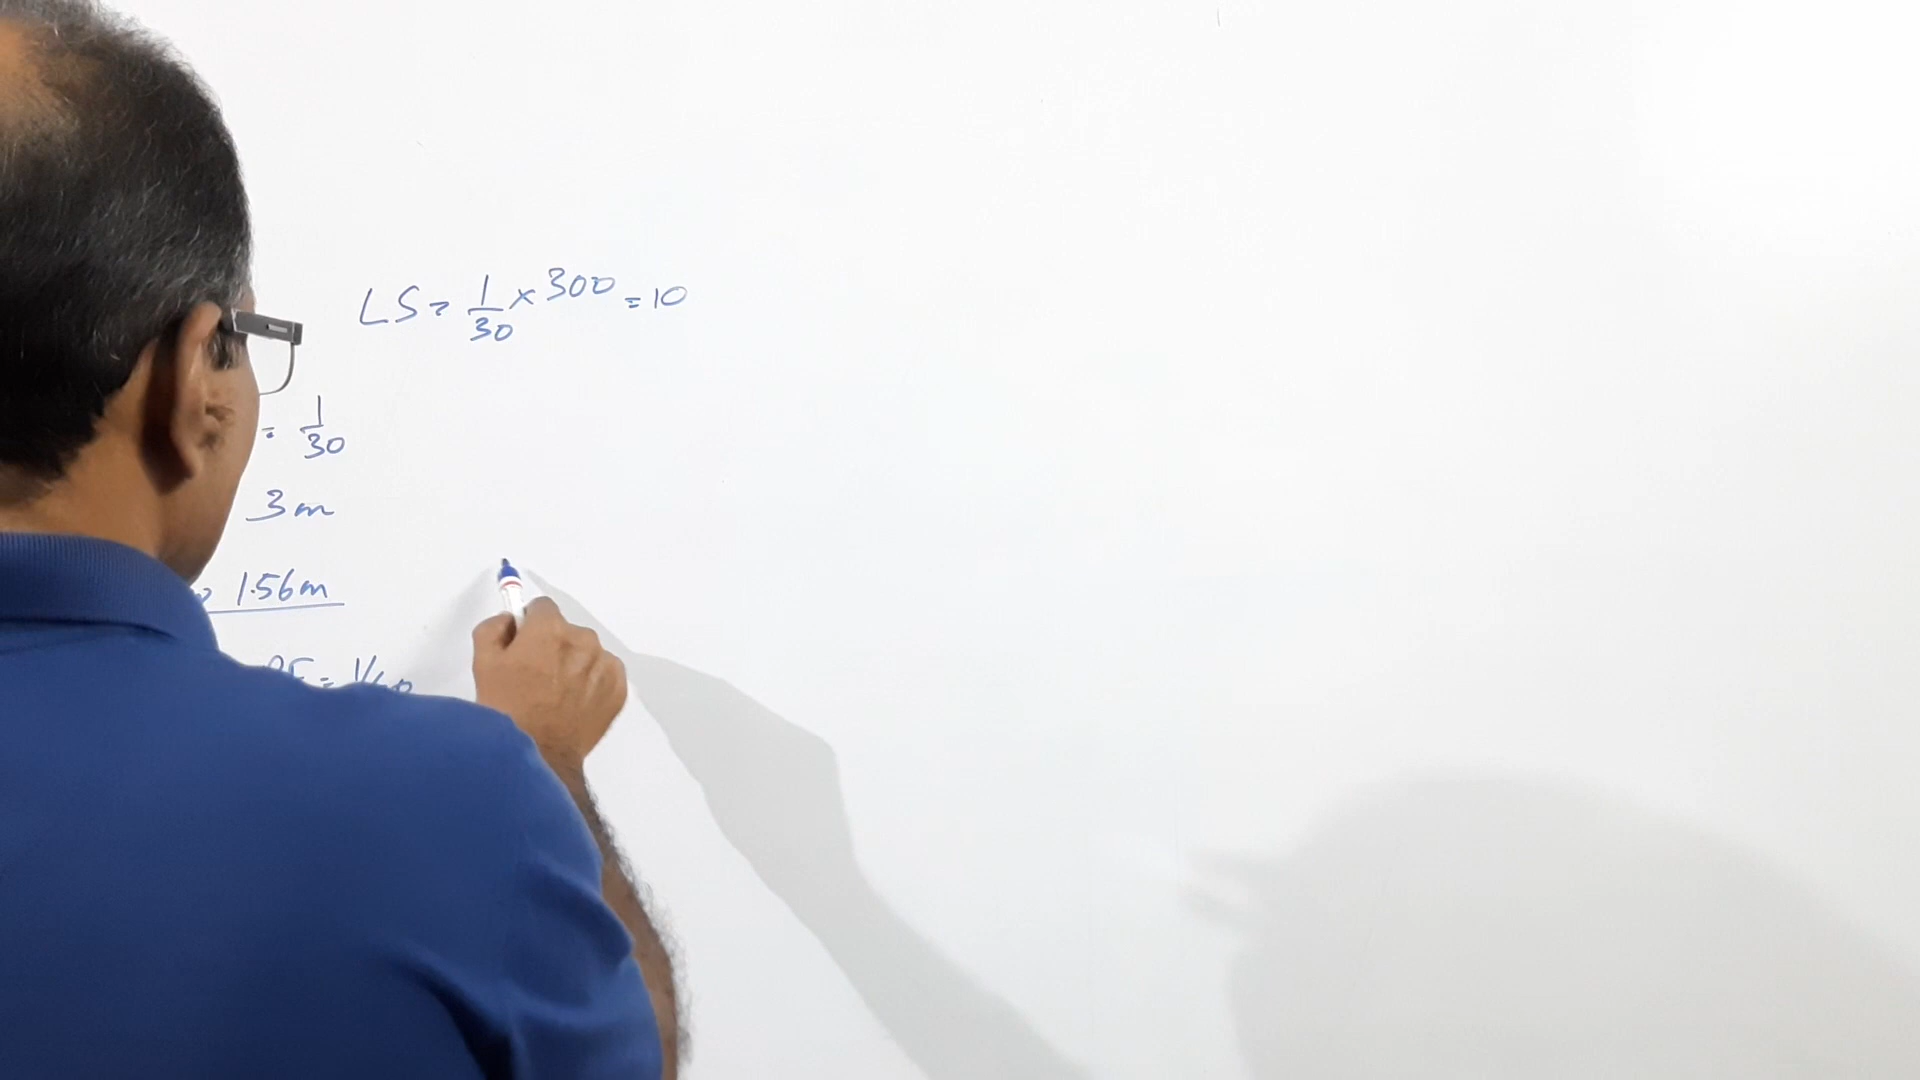 LS = 1/30 × 300 = 10
= 1/30
3m
1.56m